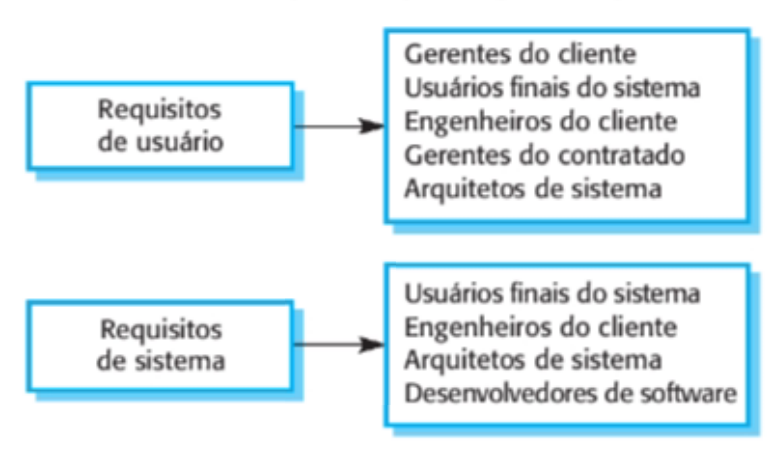 Requisitos
de usuário
Gerentes do cliente
Usuários finais do sistema
Engenheiros do cliente
Gerentes do contratado
Arquitetos de sistema
Requisitos
de sistema
Usuários finais do sistema
Engenheiros do cliente
Arquitetos de sistema
Desenvolvedores de software